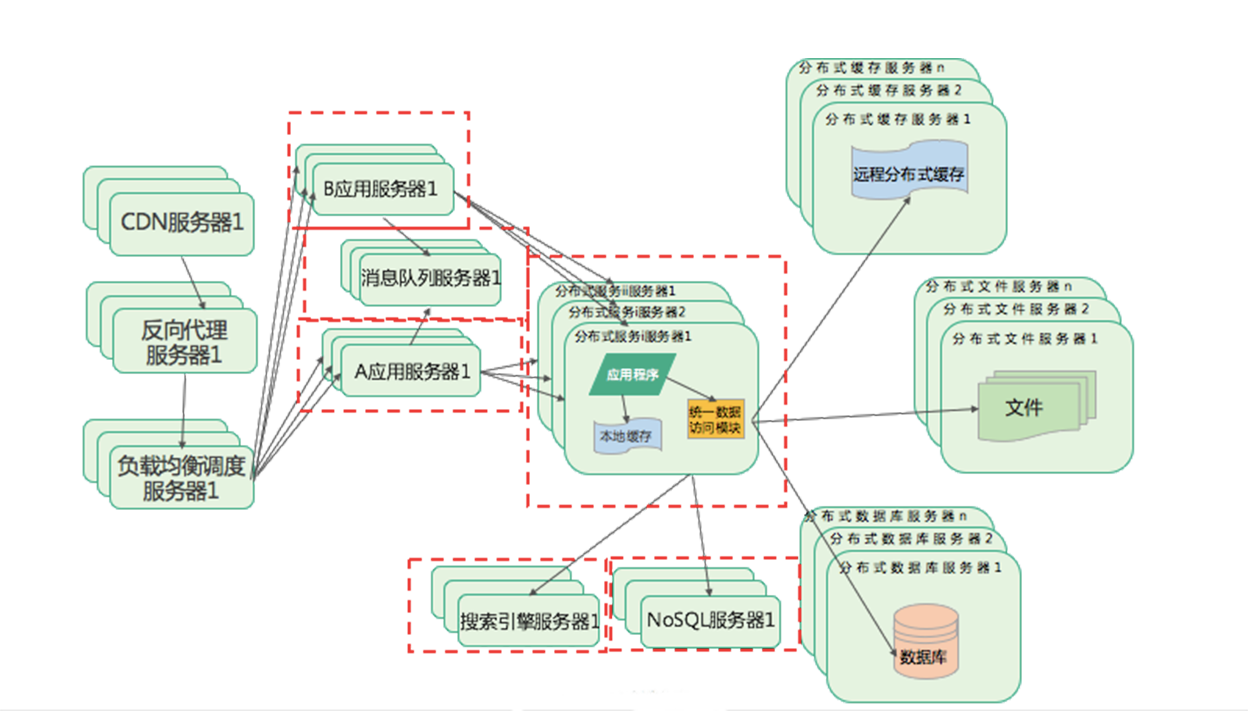 CDN服务器1
反向代理
服务器1
负载均衡调度
服务器1
B应用服务器1
消息队列服务器1
A应用服务器1
分布式服务ii服务器1
分布式服务i服务器2
分布式服务i服务器1
应用程序
本地缓存
统一数据
访问模块
搜索引擎服务器1
NoSQL服务器1
分布式缓存服务器n
分布式缓存服务器2
分布式缓存服务器1
远程分布式缓存
分布式文件服务器n
分布式文件服务器2
分布式文件服务器1
文件
分布式数据库服务器n
分布式数据库服务器2
分布式数据库服务器1
数据库